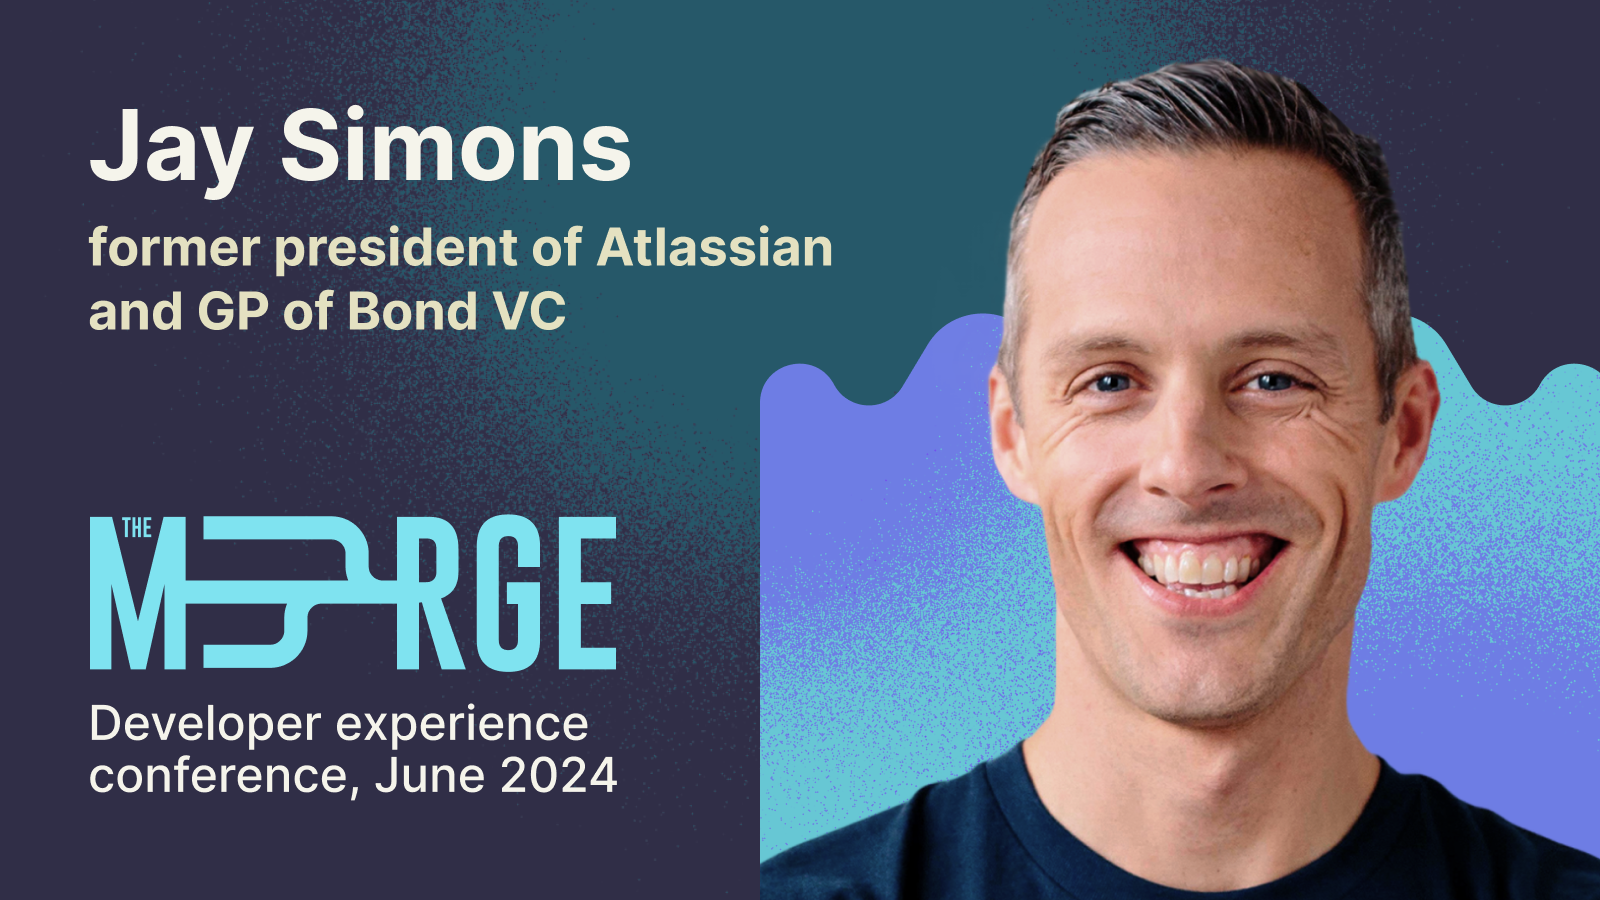 Jay Simons
former president of Atlassian
and GP of Bond VC
THE
MERGE
Developer experience
conference, June 2024